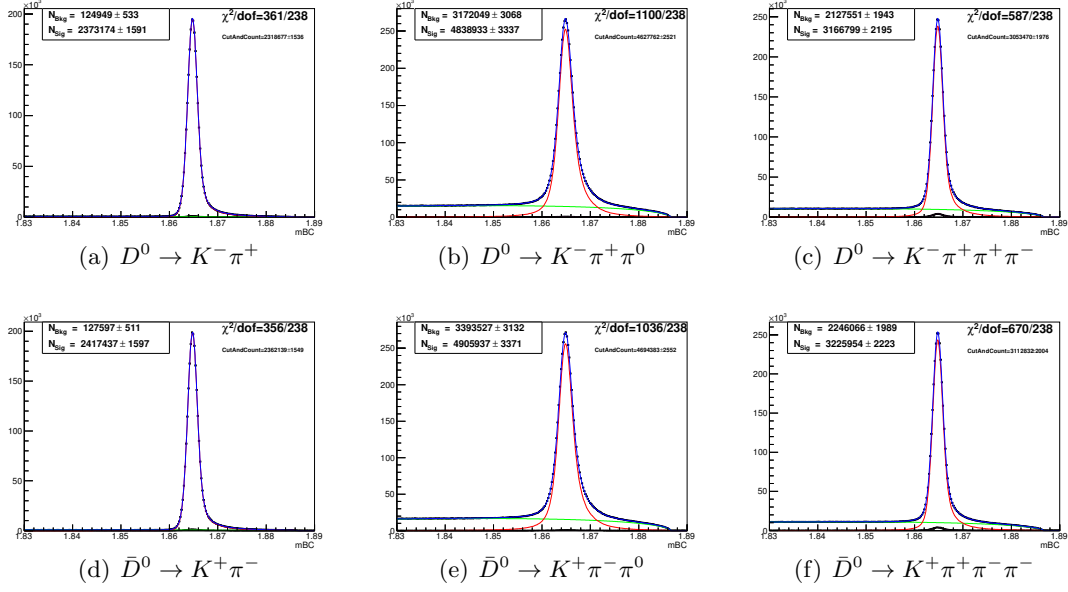 ×10³
N_Bkg = 124949 ± 533
N_Sig = 2373174 ± 1591
χ²/dof=361/238
CutAndCount=2318677±1536
200
150
100
50
0
1.83 1.84 1.85 1.86 1.87 1.88 1.89
mBC
(a) D⁰ → K⁻π⁺
×10³
N_Bkg = 3172049 ± 3068
N_Sig = 4838933 ± 3337
χ²/dof=1100/238
CutAndCount=4627762±2521
250
200
150
100
50
0
1.83 1.84 1.85 1.86 1.87 1.88 1.89
mBC
(b) D⁰ → K⁻π⁺π⁰
×10³
N_Bkg = 2127551 ± 1943
N_Sig = 3166799 ± 2195
χ²/dof=587/238
CutAndCount=3053470±1976
250
200
150
100
50
0
1.83 1.84 1.85 1.86 1.87 1.88 1.89
mBC
(c) D⁰ → K⁻π⁺π⁺π⁻
×10³
N_Bkg = 127597 ± 511
N_Sig = 2417437 ± 1597
χ²/dof=356/238
CutAndCount=2362139±1549
200
150
100
50
0
1.83 1.84 1.85 1.86 1.87 1.88 1.89
mBC
(d) D̄⁰ → K⁺π⁻
×10³
N_Bkg = 3393527 ± 3132
N_Sig = 4905937 ± 3371
χ²/dof=1036/238
CutAndCount=4694383±2552
250
200
150
100
50
0
1.83 1.84 1.85 1.86 1.87 1.88 1.89
mBC
(e) D̄⁰ → K⁺π⁻π⁰
×10³
N_Bkg = 2246066 ± 1989
N_Sig = 3225954 ± 2223
χ²/dof=670/238
CutAndCount=3112832±2004
250
200
150
100
50
0
1.83 1.84 1.85 1.86 1.87 1.88 1.89
mBC
(f) D̄⁰ → K⁺π⁺π⁻π⁻